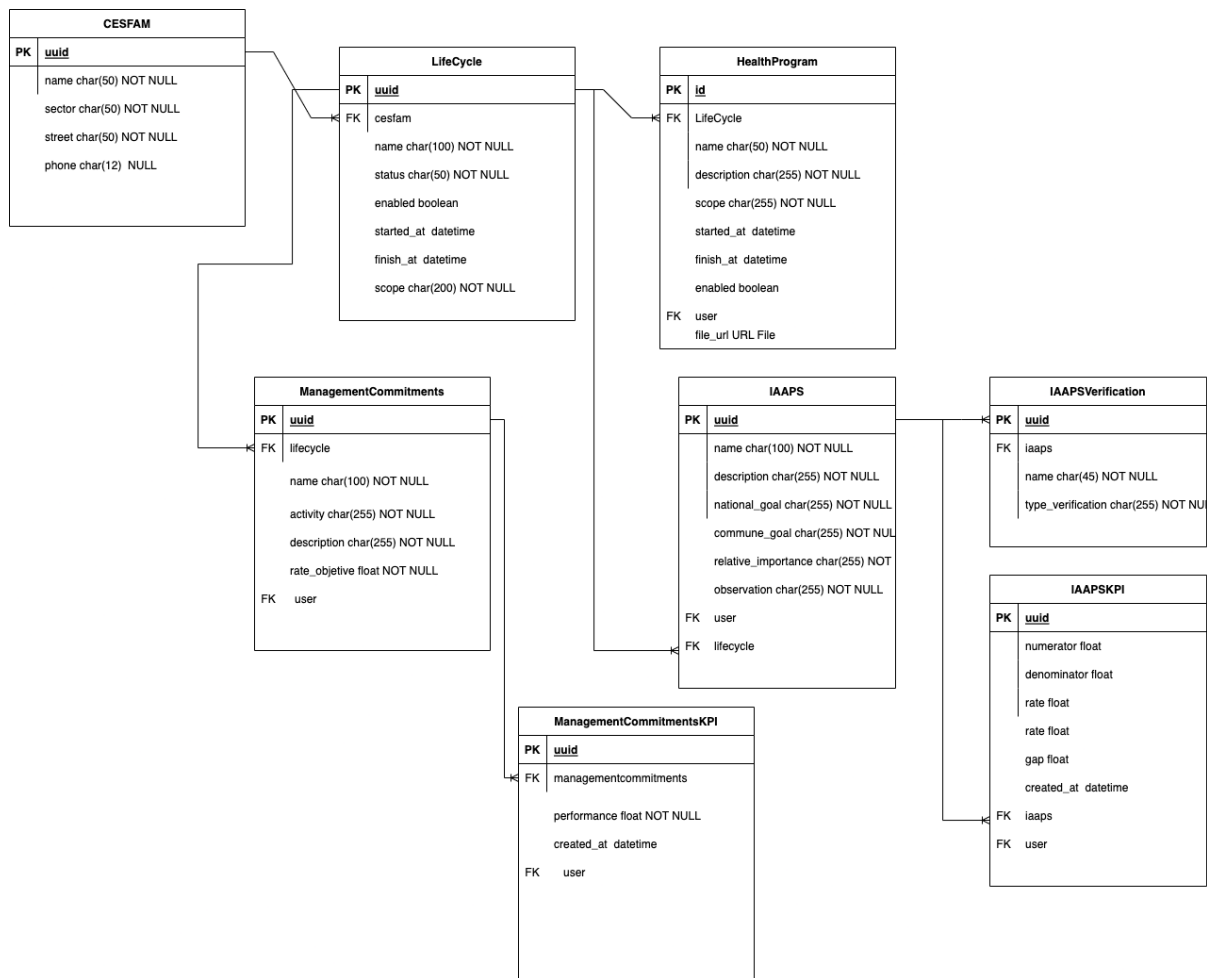 CESFAM
PK uuid
name char(50) NOT NULL
sector char(50) NOT NULL
street char(50) NOT NULL
phone char(12) NULL
LifeCycle
PK uuid
FK cesfam
name char(100) NOT NULL
status char(50) NOT NULL
enabled boolean
started_at datetime
finish_at datetime
scope char(200) NOT NULL
HealthProgram
PK id
FK LifeCycle
name char(50) NOT NULL
description char(255) NOT NULL
scope char(255) NOT NULL
started_at datetime
finish_at datetime
enabled boolean
FK user
file_url URL File
ManagementCommitments
PK uuid
FK lifecycle
name char(100) NOT NULL
activity char(255) NOT NULL
description char(255) NOT NULL
rate_objetive float NOT NULL
FK user
IAAPS
PK uuid
name char(100) NOT NULL
description char(255) NOT NULL
national_goal char(255) NOT NULL
commune_goal char(255) NOT NUL
relative_importance char(255) NOT
observation char(255) NOT NULL
FK user
FK lifecycle
IAAPSVerification
PK uuid
FK iaaps
name char(45) NOT NULL
type_verification char(255) NOT NUL
IAAPSKPI
PK uuid
numerator float
denominator float
rate float
rate float
gap float
created_at datetime
FK iaaps
FK user
ManagementCommitmentsKPI
PK uuid
FK managementcommitments
performance float NOT NULL
created_at datetime
FK user